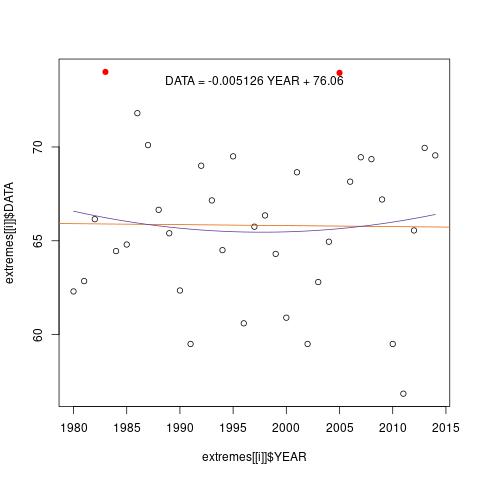 DATA = -0.005126 YEAR + 76.06
70
65
60
extremes[[i]]$DATA
1980 1985 1990 1995 2000 2005 2010 2015
extremes[[i]]$YEAR